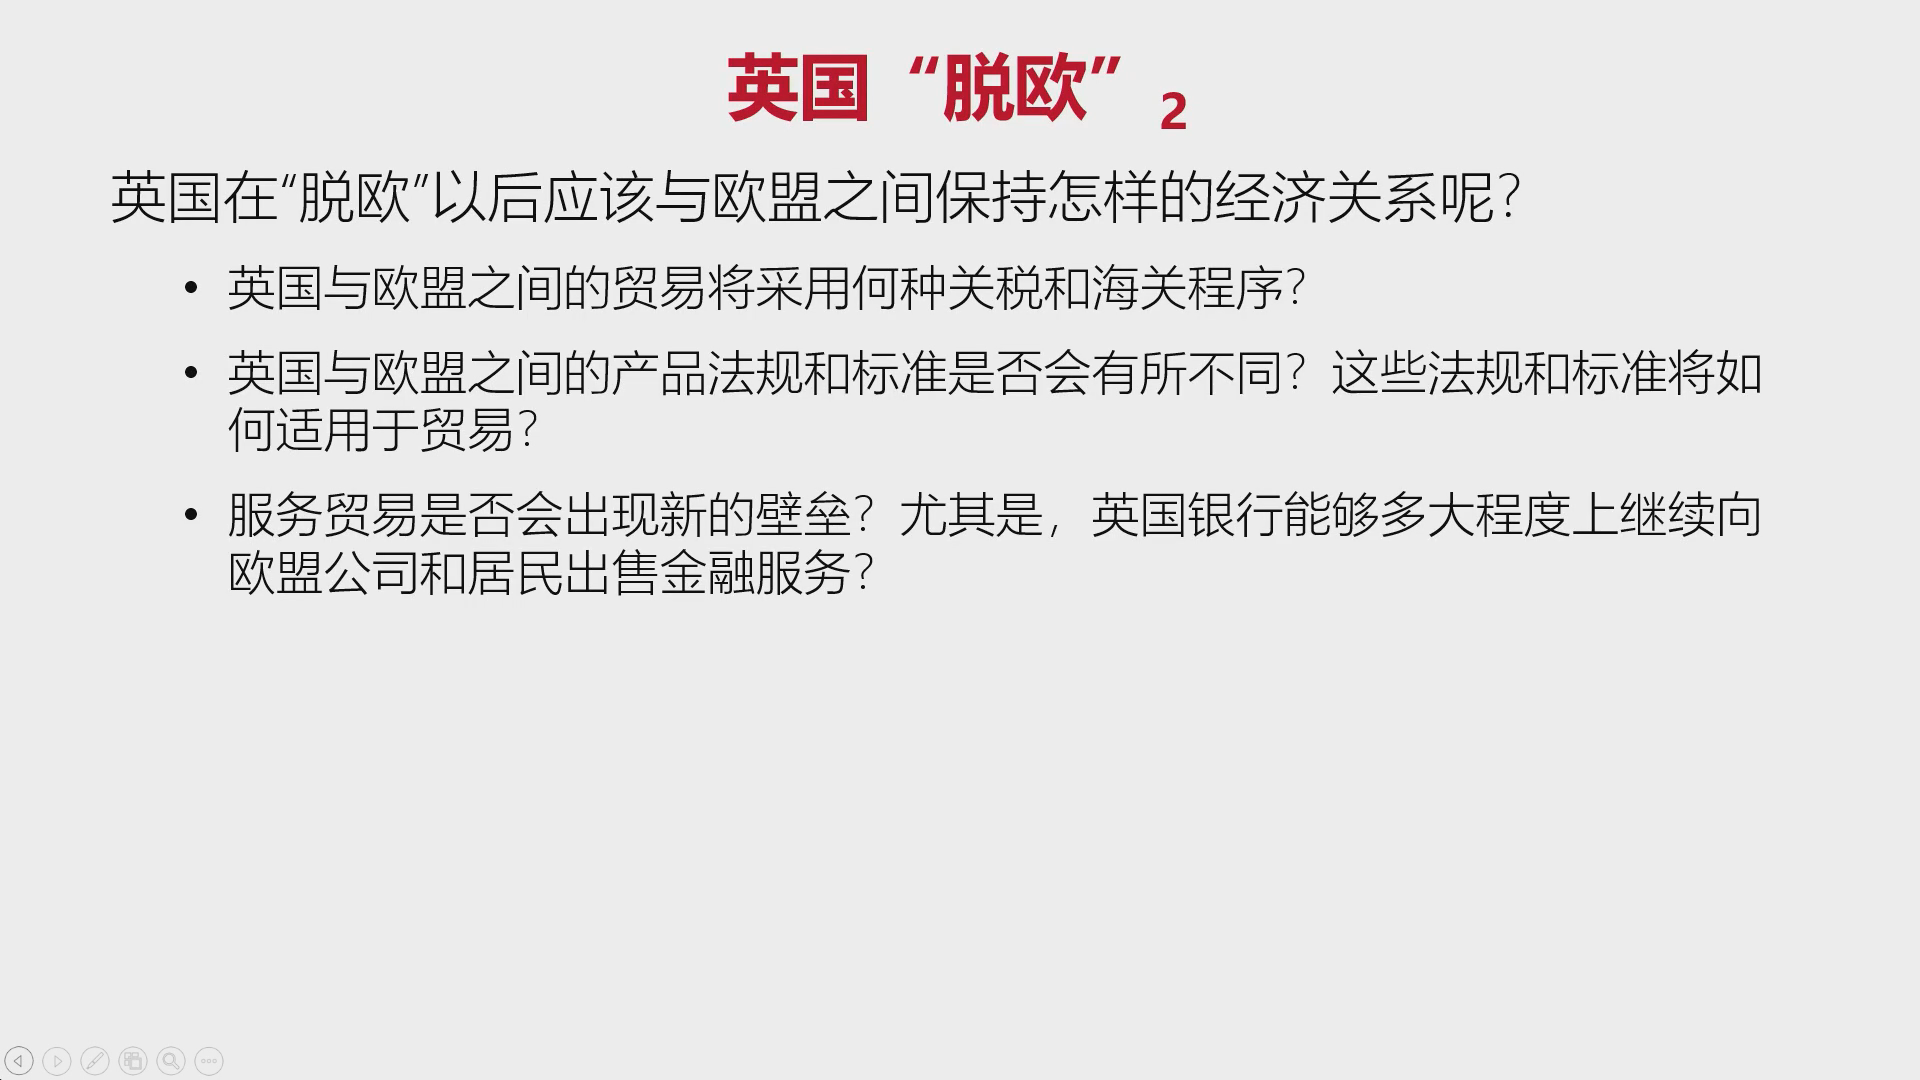 英国“脱欧” 2
英国在“脱欧”以后应该与欧盟之间保持怎样的经济关系呢？
• 英国与欧盟之间的贸易将采用何种关税和海关程序？
• 英国与欧盟之间的产品法规和标准是否会有所不同？这些法规和标准将如
何适用于贸易？
• 服务贸易是否会出现新的壁垒？尤其是，英国银行能够多大程度上继续向
欧盟公司和居民出售金融服务？